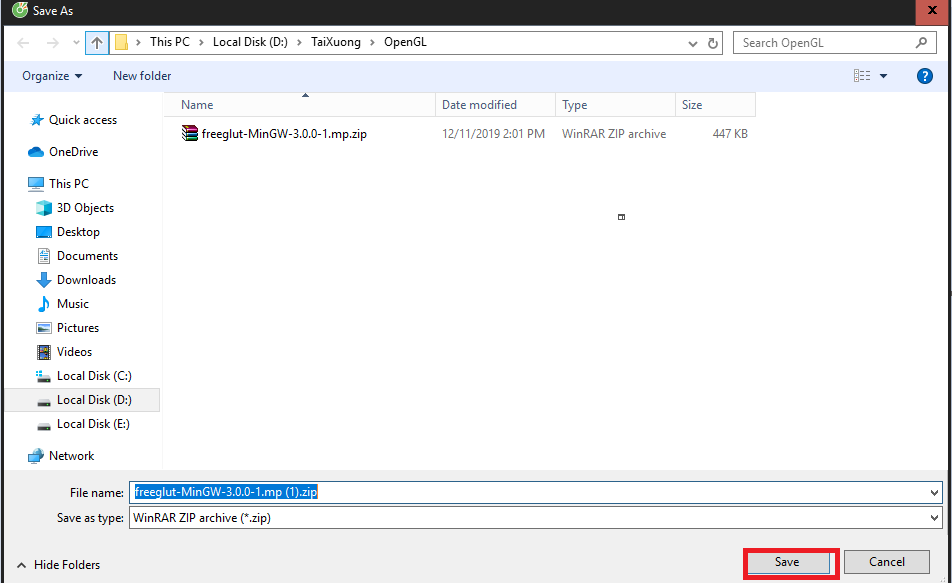 Save As
This PC > Local Disk (D:) > TaiXuong > OpenGL
Search OpenGL
Organize
New folder
?
Name
Date modified
Type
Size
freeglut-MinGW-3.0.0-1.mp.zip 12/11/2019 2:01 PM WinRAR ZIP archive 447 KB
Quick access
OneDrive
This PC
3D Objects
Desktop
Documents
Downloads
Music
Pictures
Videos
Local Disk (C:)
Local Disk (D:)
Local Disk (E:)
Network
File name: freeglut-MinGW-3.0.0-1.mp (1).zip
Save as type: WinRAR ZIP archive (*.zip)
Hide Folders
Save
Cancel